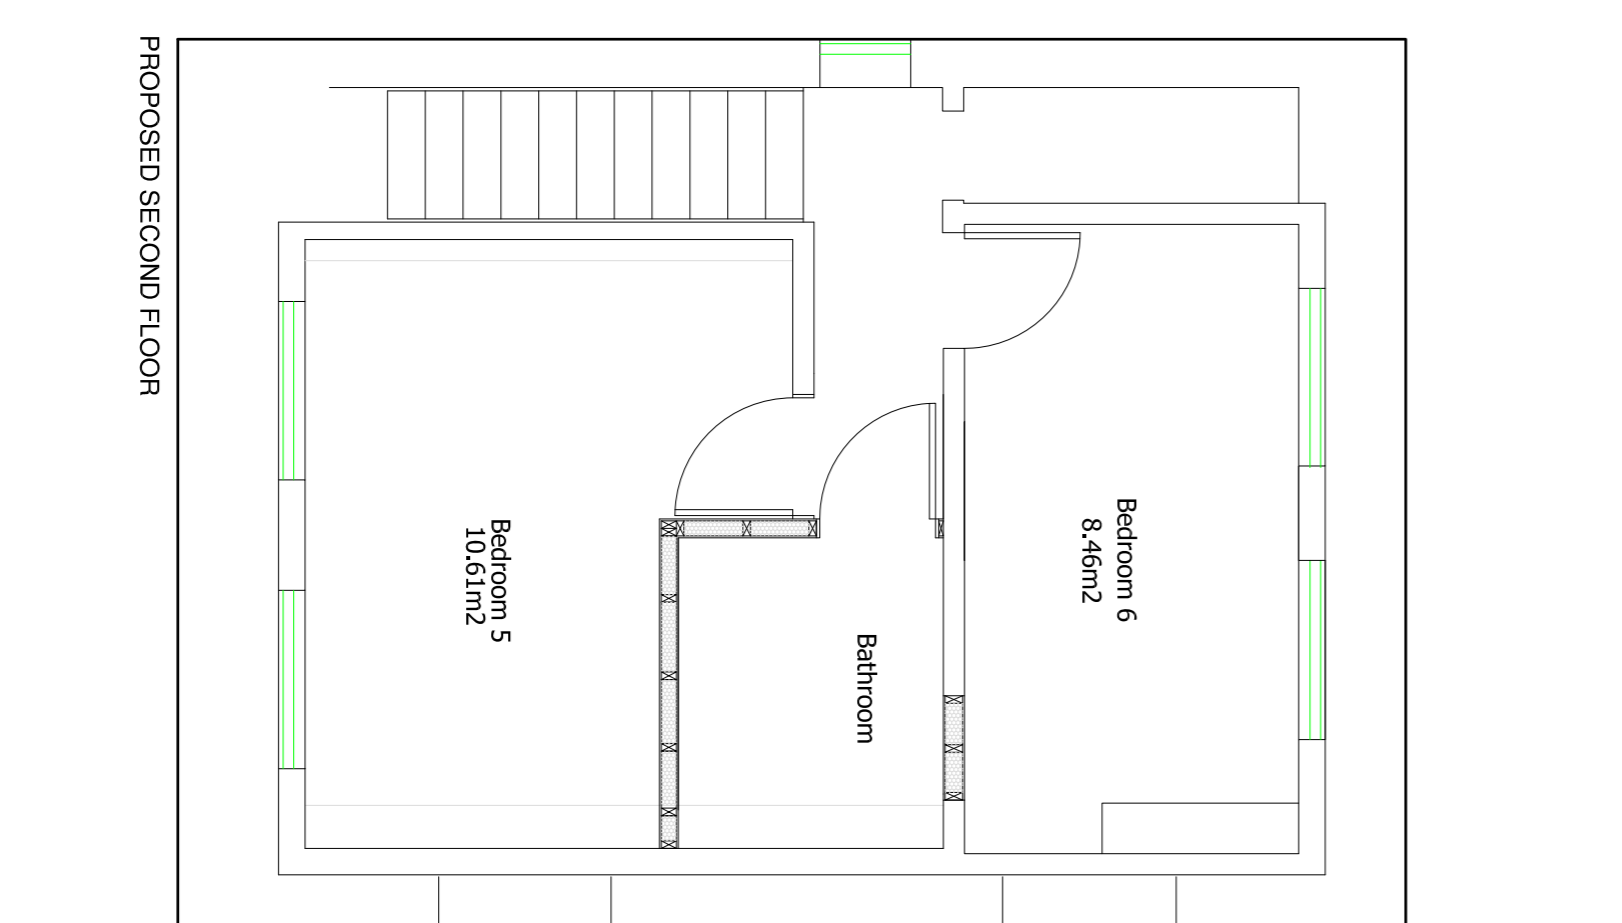 PROPOSED SECOND FLOOR
Bedroom 5
10.61m2
Bathroom
Bedroom 6
8.46m2